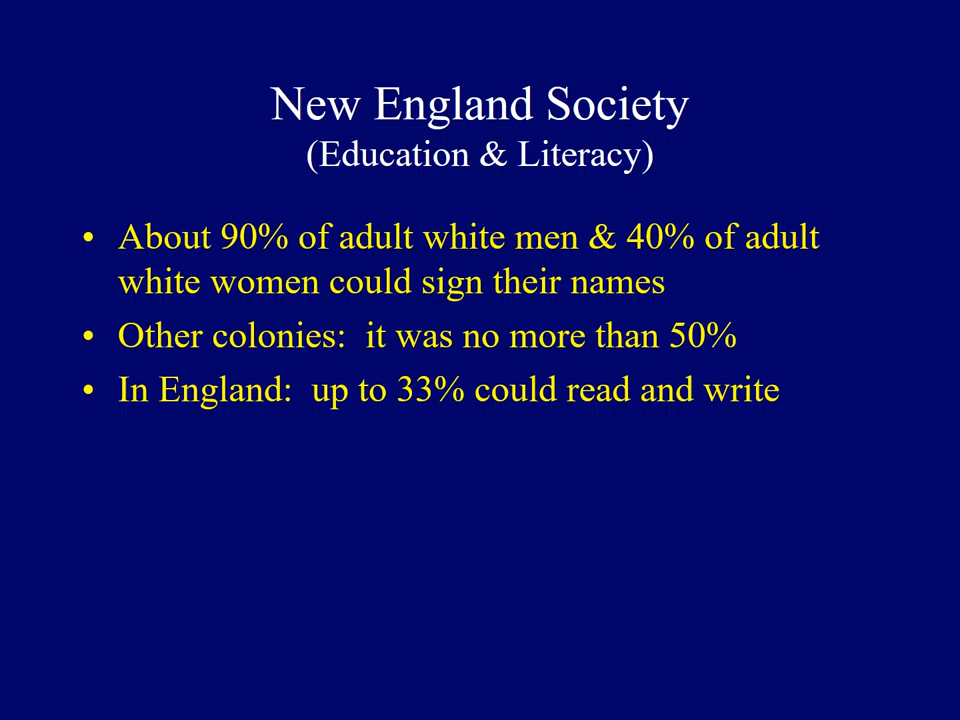 New England Society
(Education & Literacy)
• About 90% of adult white men & 40% of adult
white women could sign their names
• Other colonies:  it was no more than 50%
• In England:  up to 33% could read and write